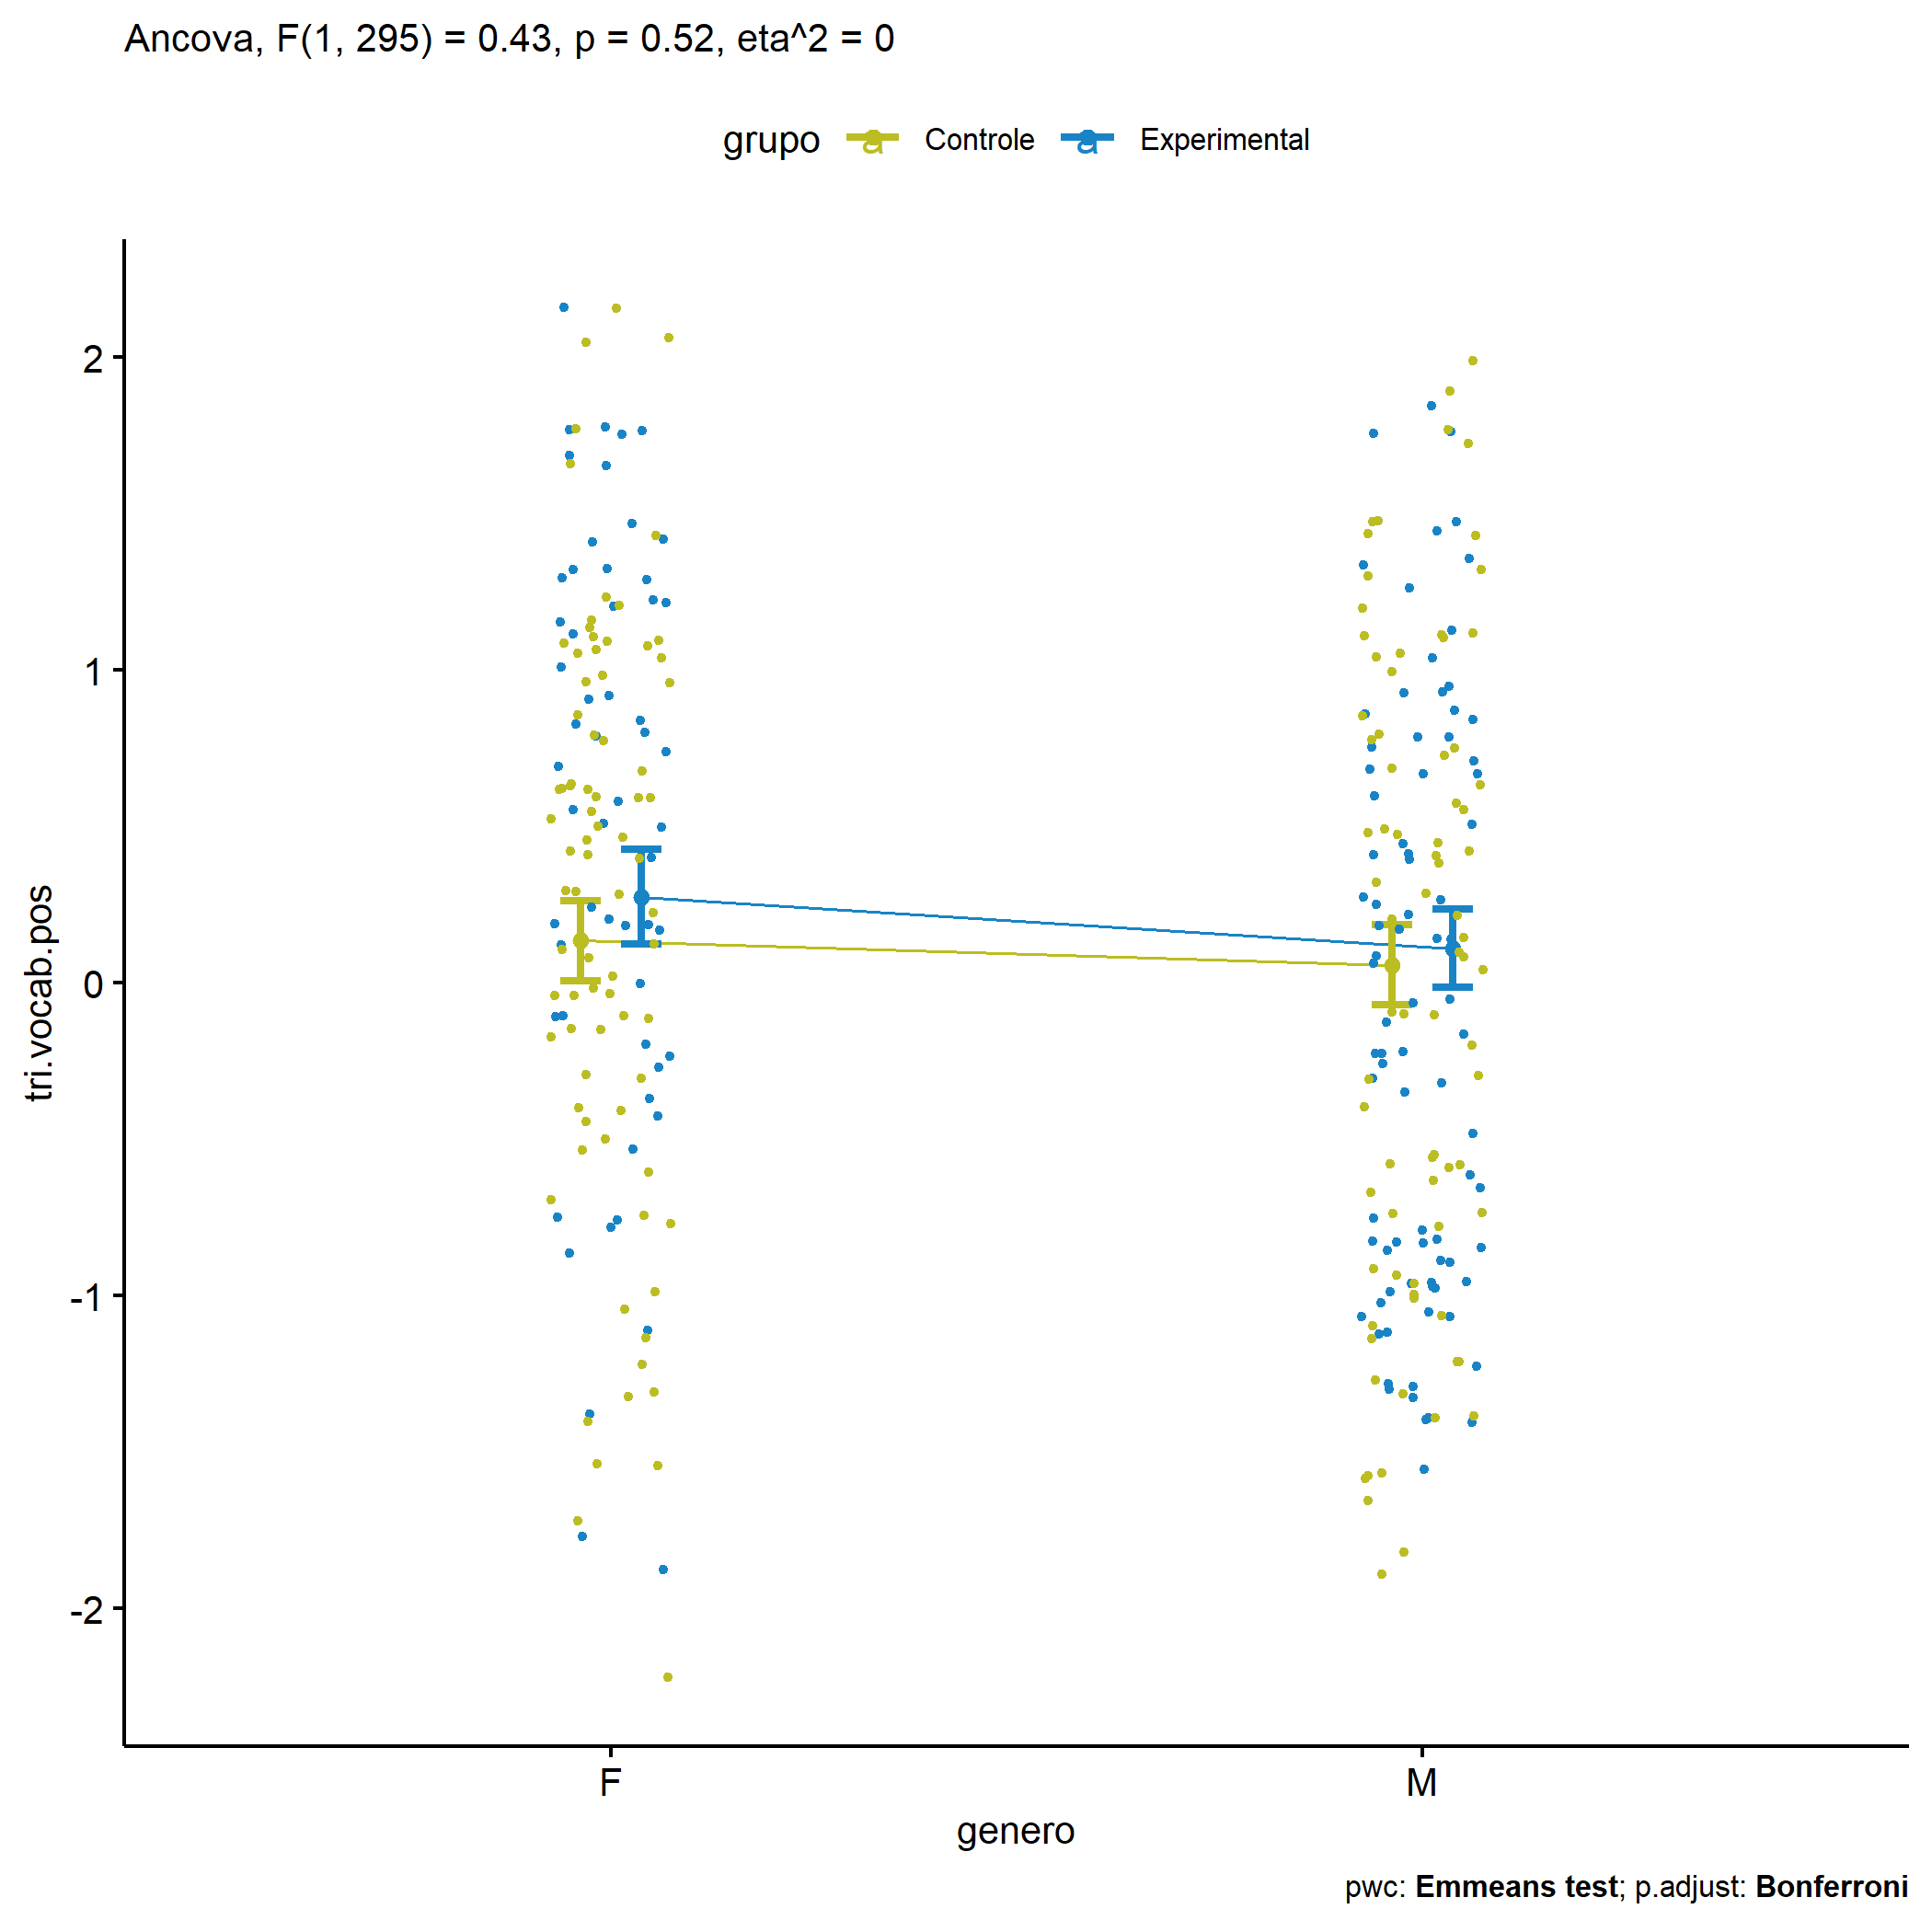 Ancova, F(1, 295) = 0.43, p = 0.52, eta^2 = 0
grupo a Controle a Experimental
2
1
0
-1
-2
tri.vocab.pos
F M
genero
pwc: Emmeans test; p.adjust: Bonferroni